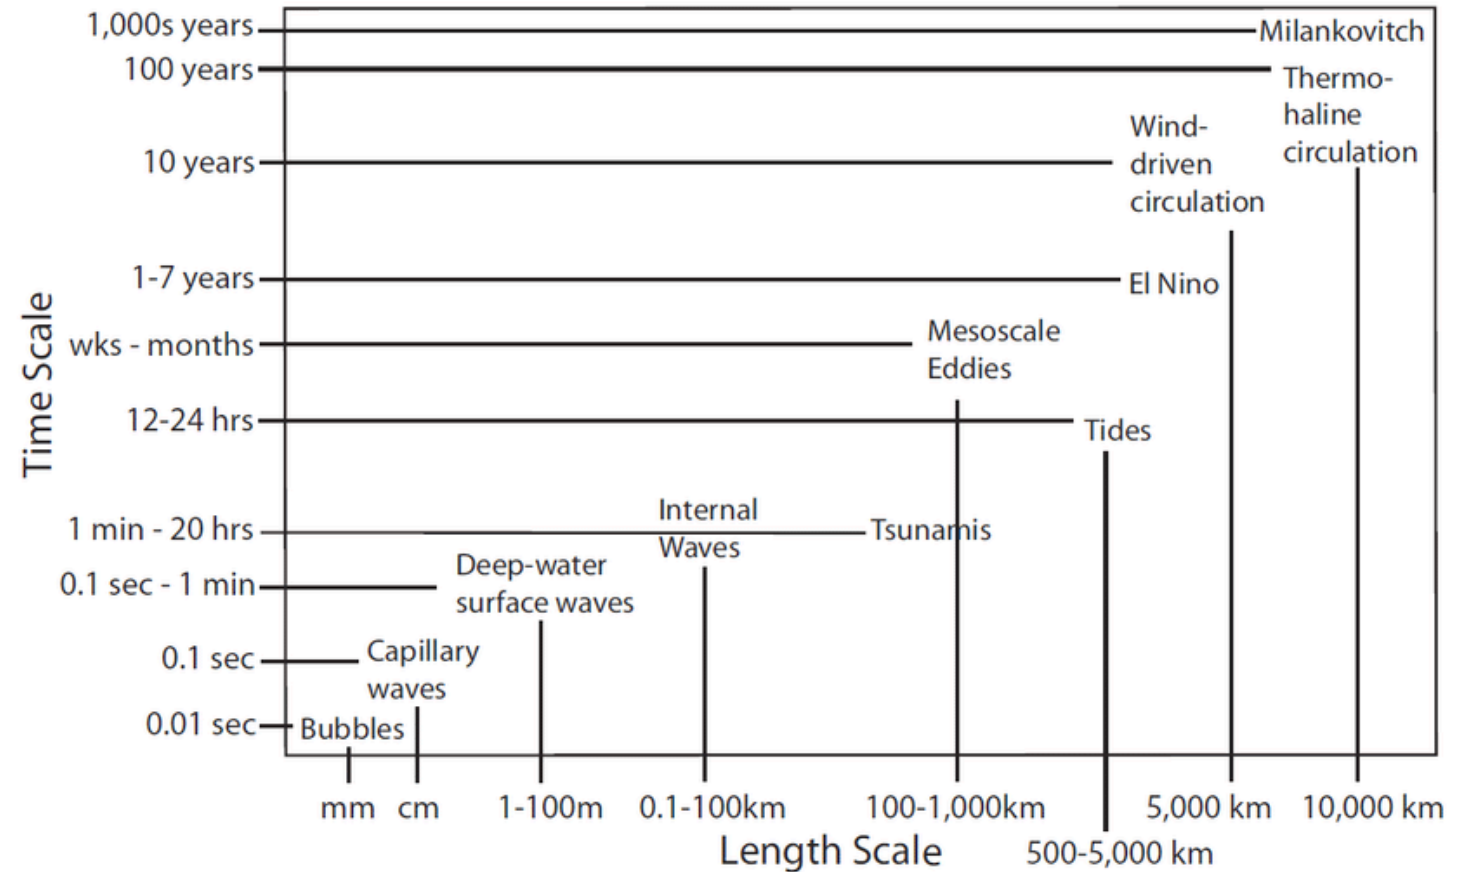 1,000s years
Milankovitch
100 years
Thermo-
haline
circulation
Wind-
driven
circulation
10 years
1-7 years
El Nino
wks - months
Mesoscale
Eddies
12-24 hrs
Tides
Time Scale
1 min - 20 hrs
Internal
Waves
Tsunamis
0.1 sec - 1 min
Deep-water
surface waves
0.1 sec
Capillary
waves
0.01 sec
Bubbles
mm
cm
1-100m
0.1-100km
100-1,000km
5,000 km
10,000 km
Length Scale
500-5,000 km